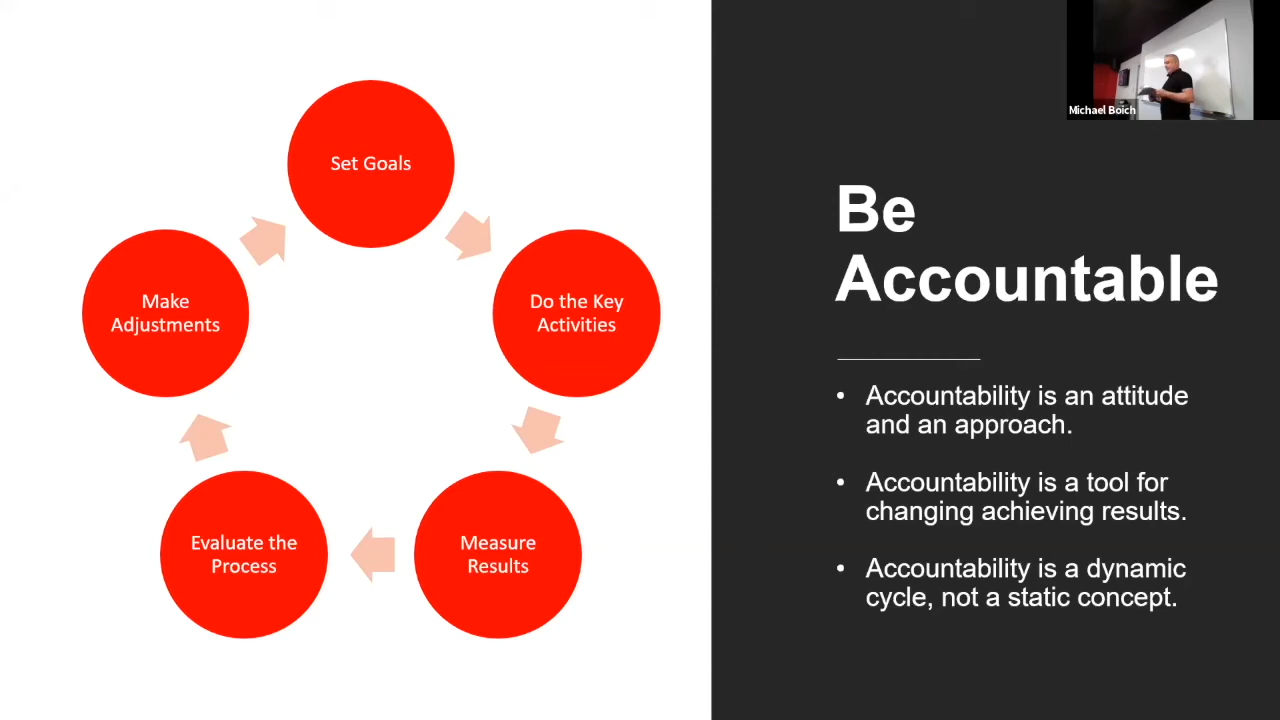 Set Goals
Do the Key
Activities
Measure
Results
Evaluate the
Process
Make
Adjustments
Michael Boich
Be
Accountable
• Accountability is an attitude
and an approach.
• Accountability is a tool for
changing achieving results.
• Accountability is a dynamic
cycle, not a static concept.